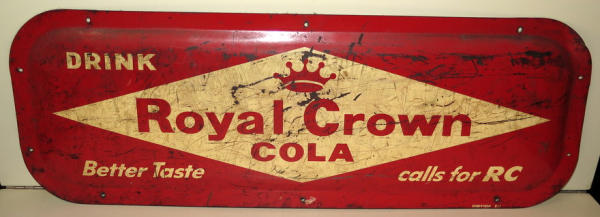 DRINK
Royal Crown
COLA
Better Taste
calls for RC